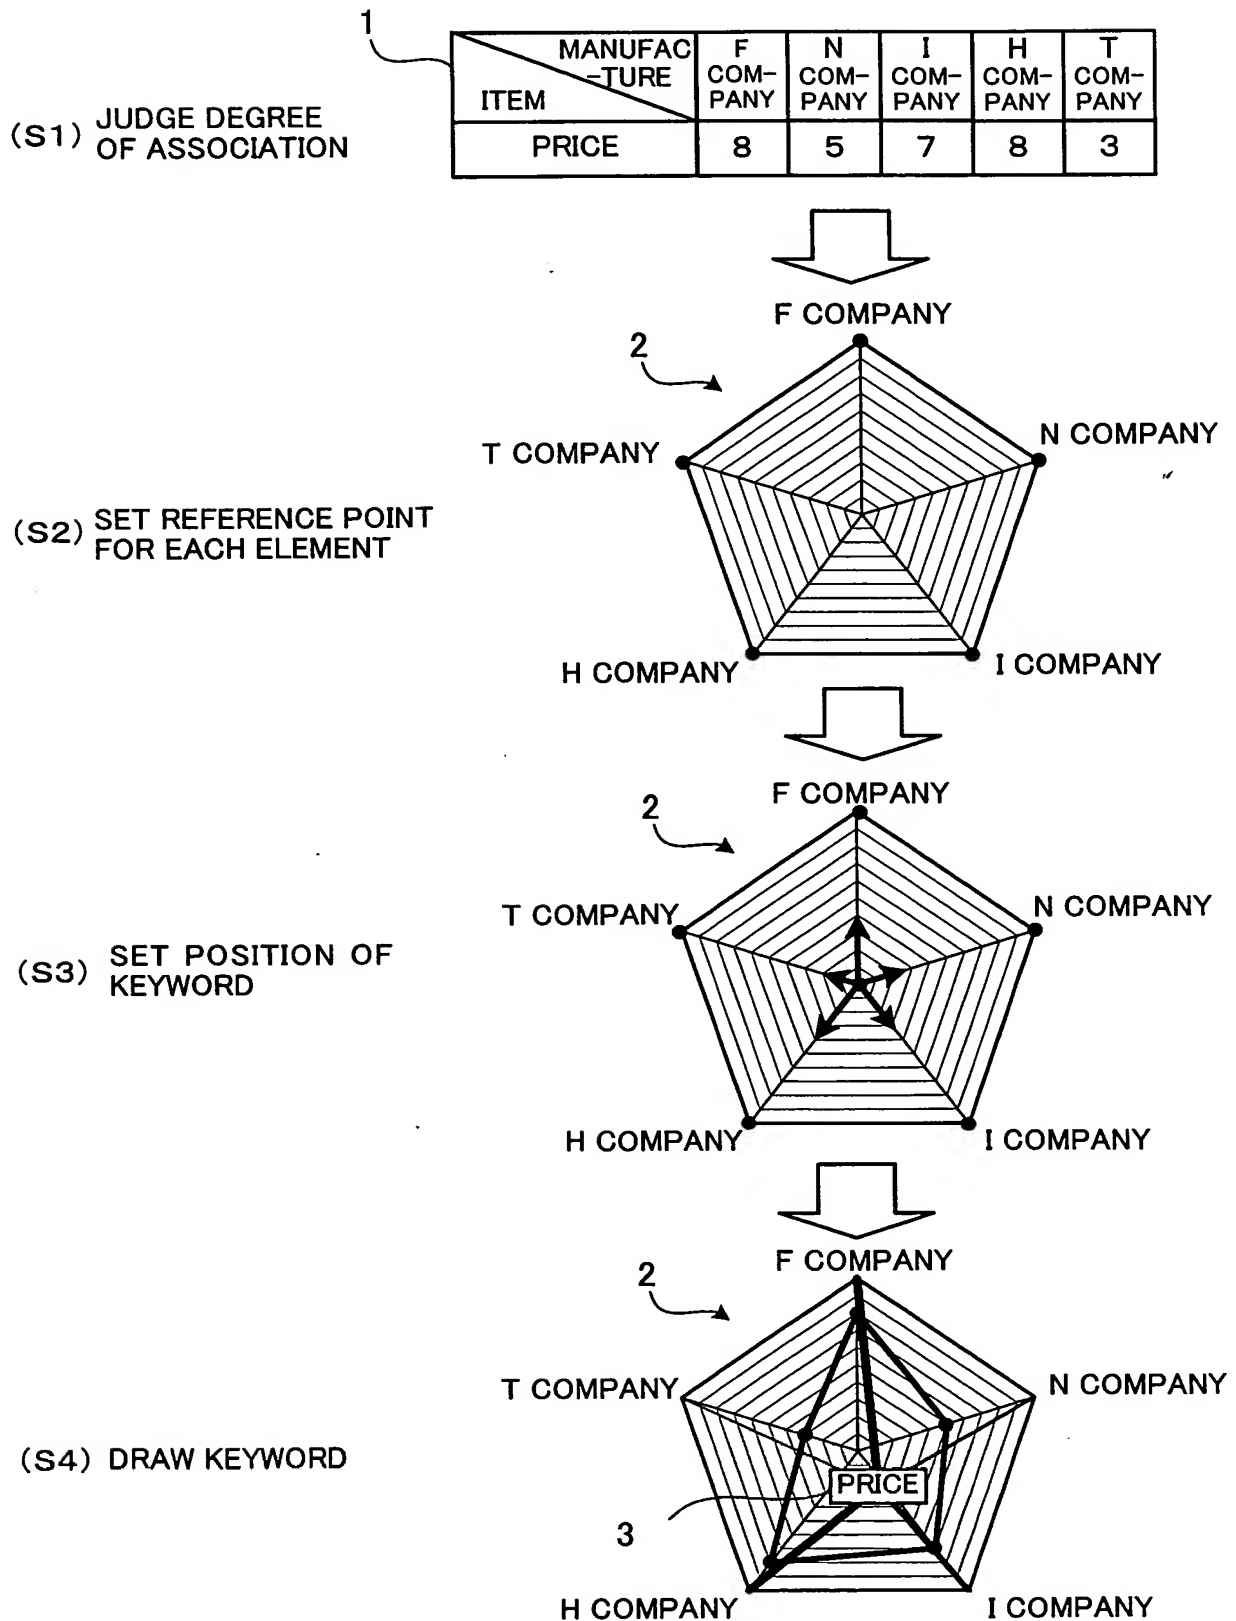 1
MANUFAC
-TURE
ITEM
F
COM-
PANY
N
COM-
PANY
I
COM-
PANY
H
COM-
PANY
T
COM-
PANY
PRICE 8 5 7 8 3
(S1) JUDGE DEGREE
OF ASSOCIATION
F COMPANY
2
N COMPANY
T COMPANY
(S2) SET REFERENCE POINT
FOR EACH ELEMENT
H COMPANY
I COMPANY
F COMPANY
2
N COMPANY
T COMPANY
(S3) SET POSITION OF
KEYWORD
H COMPANY
I COMPANY
F COMPANY
2
T COMPANY
N COMPANY
(S4) DRAW KEYWORD
PRICE
3
H COMPANY
I COMPANY